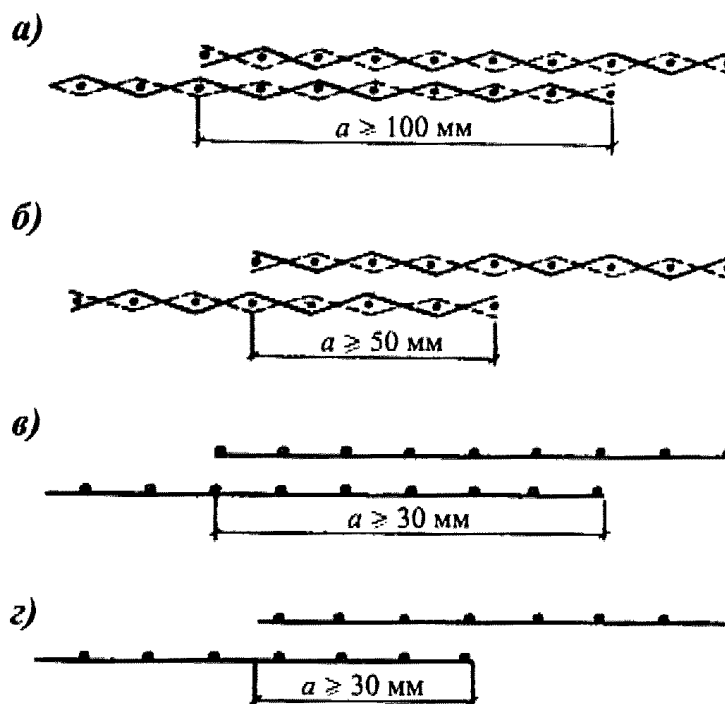 а)
a ≥ 100 мм
б)
a ≥ 50 мм
в)
a ≥ 30 мм
г)
a ≥ 30 мм